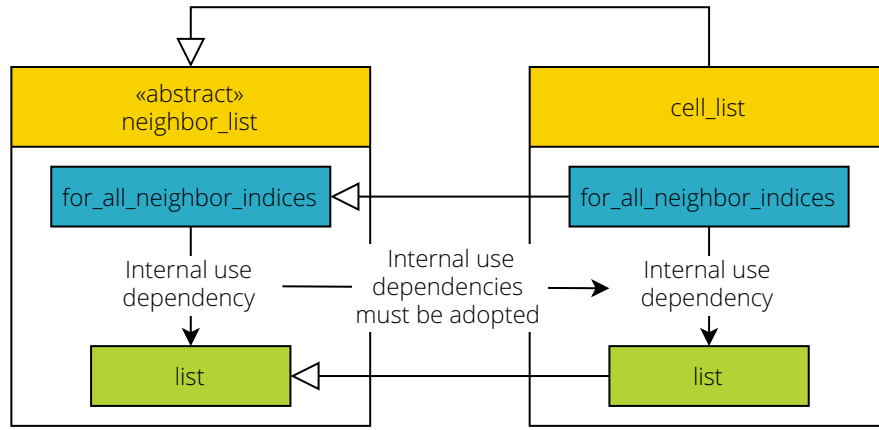 «abstract»
neighbor_list
cell_list
for_all_neighbor_indices
for_all_neighbor_indices
Internal use
dependency
Internal use
dependencies
must be adopted
Internal use
dependency
list
list